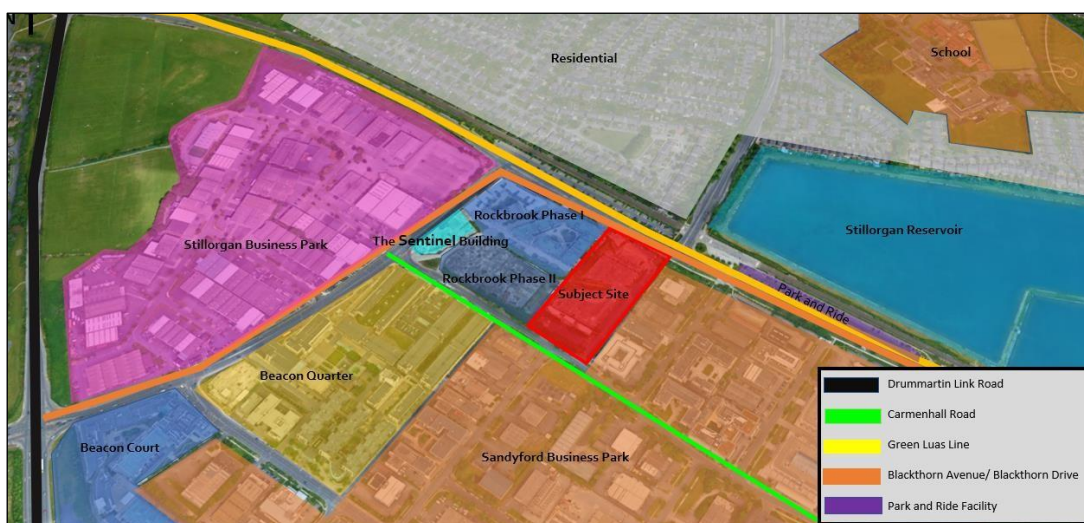 N
Residential
School
Rockbrook Phase I
Stillorgan Reservoir
Stillorgan Business Park
The Sentinel Building
Rockbrook Phase II
Subject Site
Park and Ride
Beacon Quarter
Beacon Court
Sandyford Business Park
Drummartin Link Road
Carmenhall Road
Green Luas Line
Blackthorn Avenue/ Blackthorn Drive
Park and Ride Facility